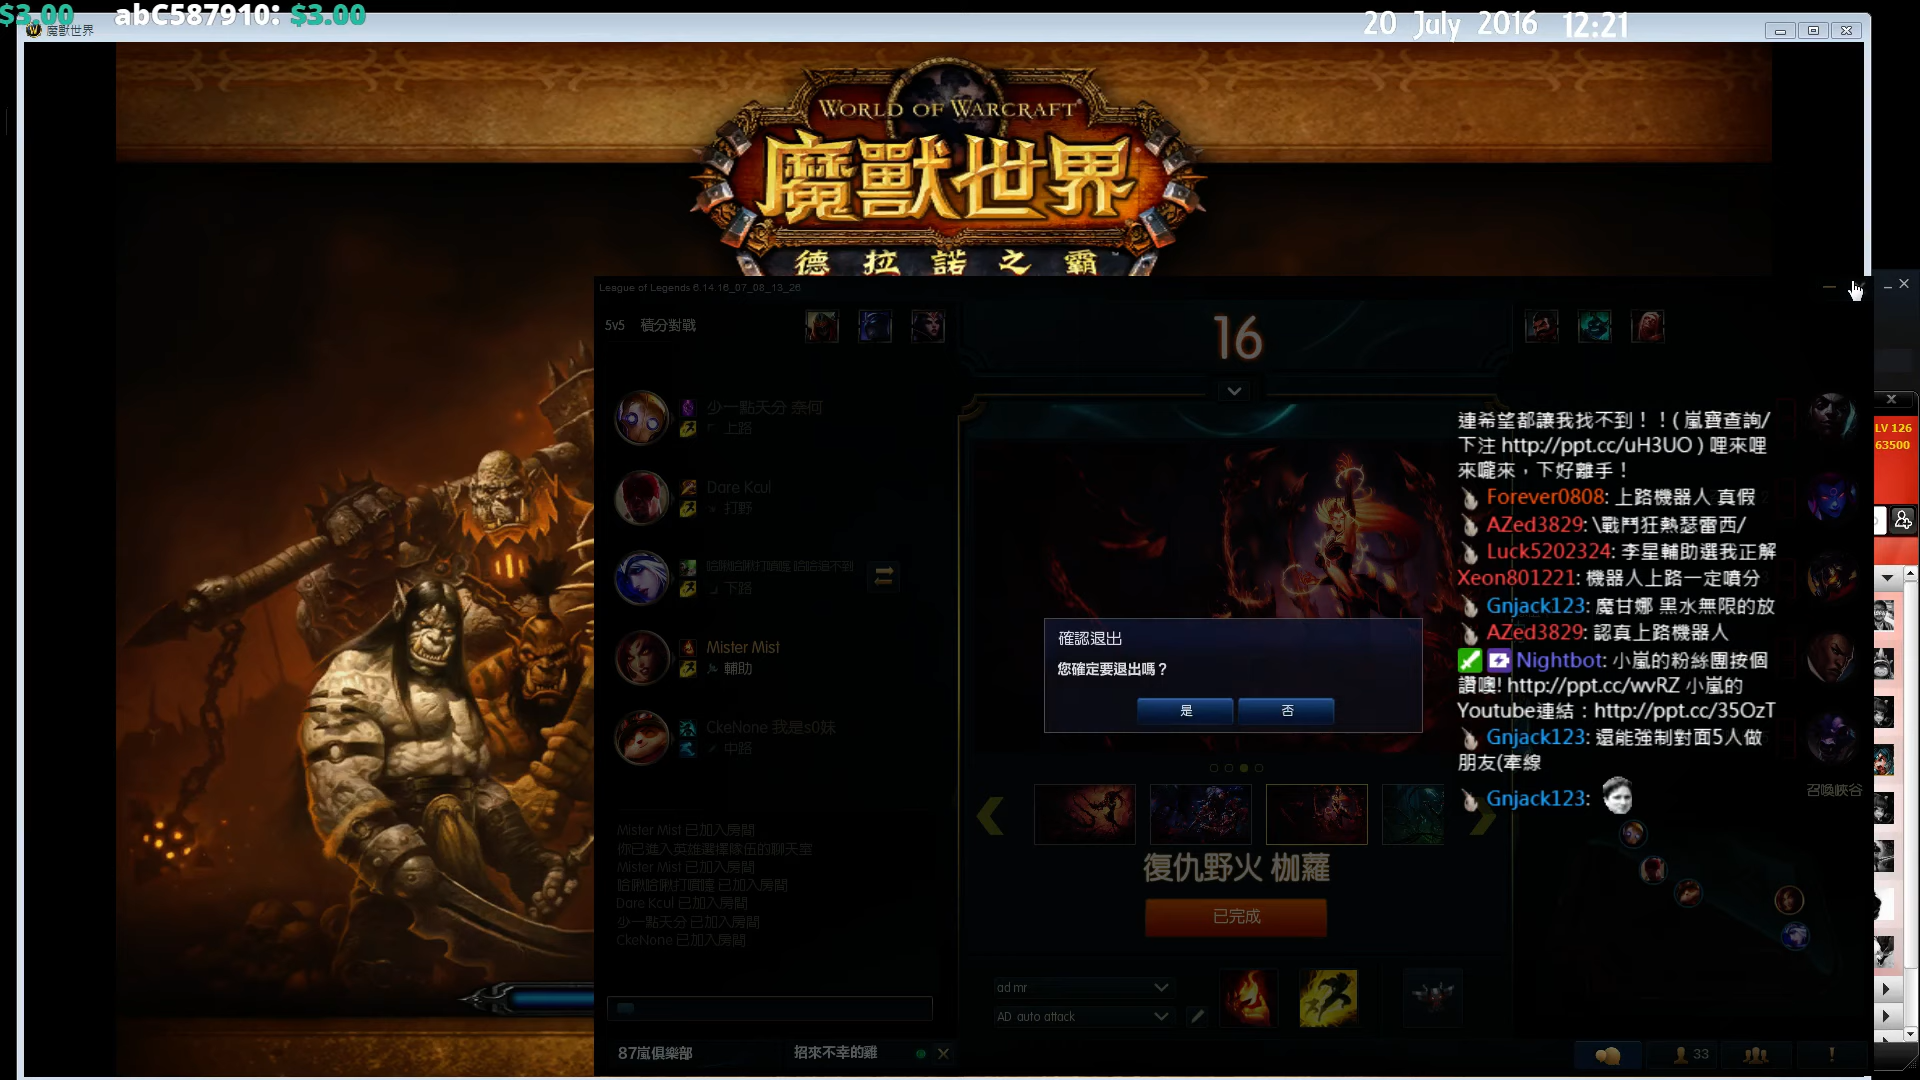 $3.00 abC587910: $3.00
20 July 2016 12:21
魔獸世界
WORLD OF WARCRAFT
魔獸世界
德拉諾之霸
League of Legends 6.14 16_07_08_13_26
5v5 積分對戰
16
少一點天分 奈何
上路
Dare Kcul
打野
下路
Mister Mist
輔助
CkeNone 我是s0妹
中路
Mister Mist 已加入房間
你已進入英雄選擇隊伍的聊天室
Mister Mist 已加入房間
哈啾哈啾打噴嚏 已加入房間
Dare Kcul 已加入房間
少一點天分 已加入房間
CkeNone 已加入房間
87嵐俱樂部
招來不幸的雞
確認退出
您確定要退出嗎？
是
否
復仇野火 枷蘿
已完成
ad mr
AD auto attack
連希望都讓我找不到！！( 嵐寶查詢/
下注 http://ppt.cc/uH3UO ) 哩來哩
來嚨來，下好離手！
Forever0808: 上路機器人 真假
AZed3829: \戰鬥狂熱瑟雷西/
Luck5202324: 李星輔助選我正解
Xeon801221: 機器人上路一定噴分
Gnjack123: 魔甘娜 黑水無限的放
AZed3829: 認真上路機器人
Nightbot: 小嵐的粉絲團按個
讚噢! http://ppt.cc/wvRZ 小嵐的
Youtube連結：http://ppt.cc/35OzT
Gnjack123: 還能強制對面5人做
朋友(牽線
Gnjack123:
召喚峽谷
33
LV 126
63500